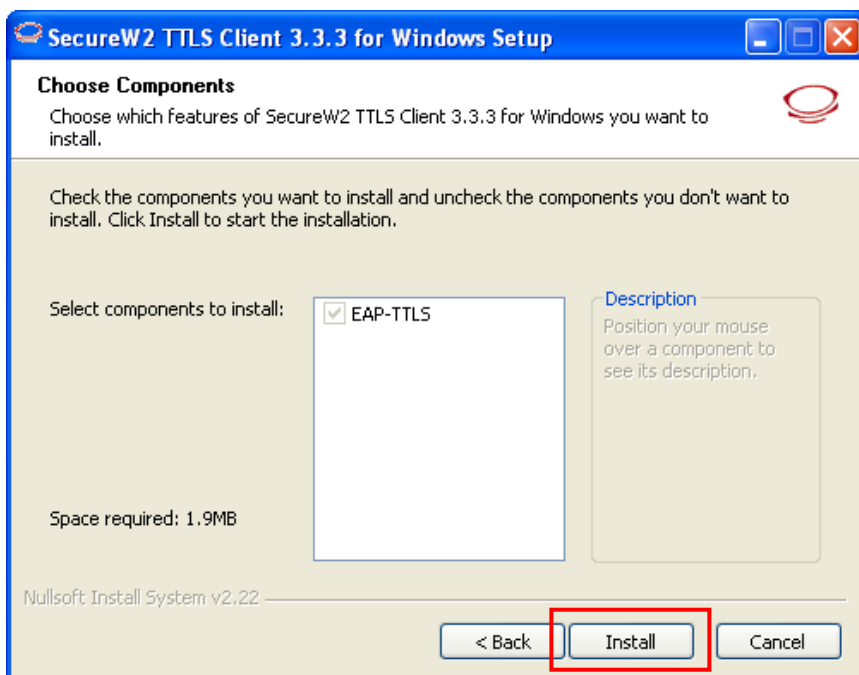 SecureW2 TTLS Client 3.3.3 for Windows Setup
Choose Components
Choose which features of SecureW2 TTLS Client 3.3.3 for Windows you want to
install.
Check the components you want to install and uncheck the components you don't want to
install. Click Install to start the installation.
Select components to install:
EAP-TTLS
Description
Position your mouse
over a component to
see its description.
Space required: 1.9MB
Nullsoft Install System v2.22
< Back
Install
Cancel